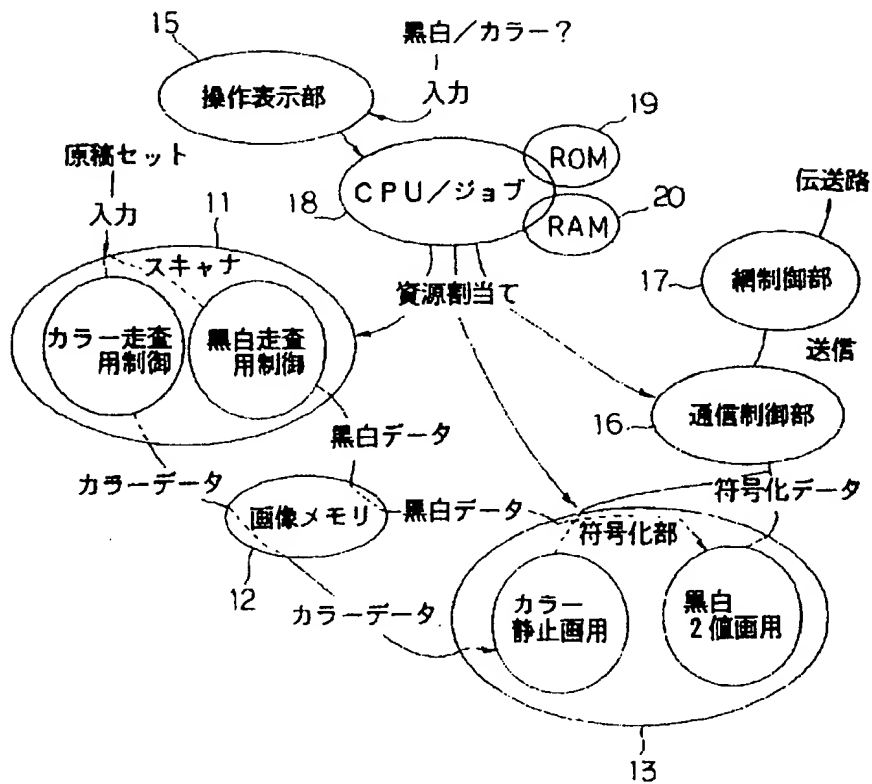 15
黒白/カラー?
操作表示部
入力
19
ROM
原稿セット
CPU/ジョブ
18
20
RAM
伝送路
入力
11
スキャナ
資源割当て
17
網制御部
カラー走査
用制御
黒白走査
用制御
送信
通信制御部
16
黒白データ
カラーデータ
符号化データ
画像メモリ
黒白データ
符号化部
12
カラーデータ
カラー
静止画用
黒白
2値画用
13